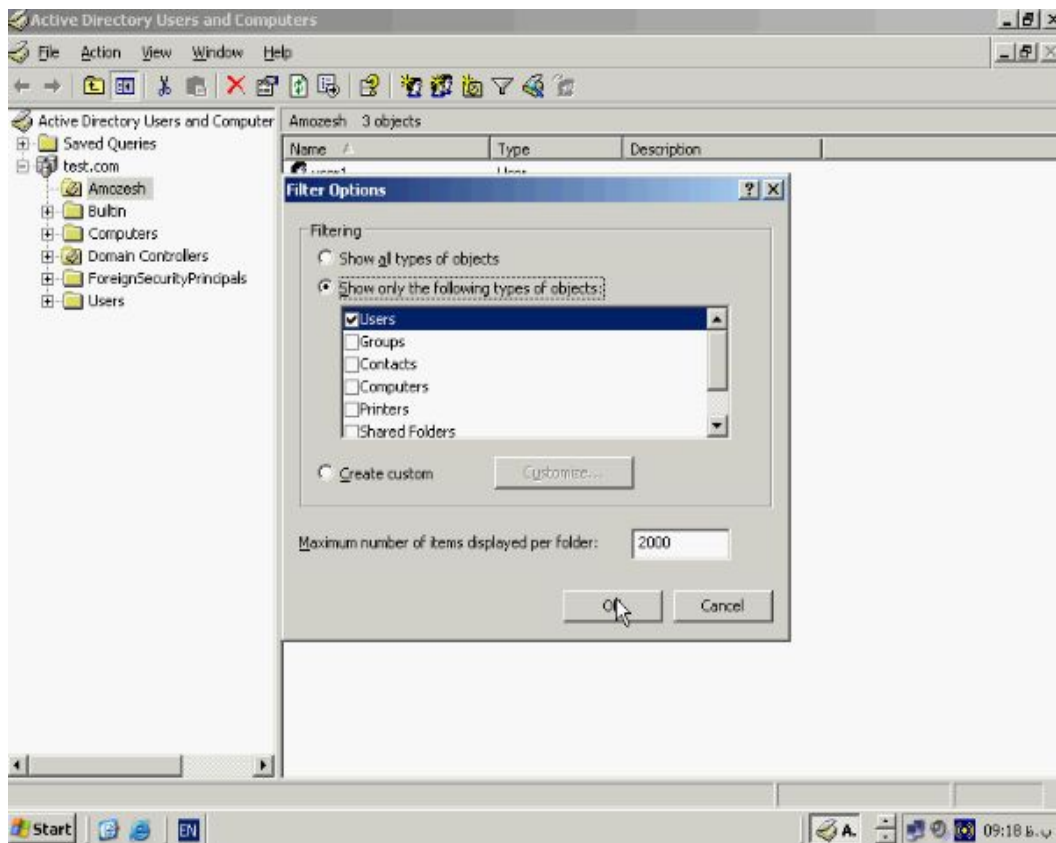 Active Directory Users and Computers
File Action View Window Help
Active Directory Users and Computer
Amozesh 3 objects
Saved Queries
Name Type Description
test.com
user1 User
Amozesh
Builtin
Computers
Domain Controllers
ForeignSecurityPrincipals
Users
Filter Options
Filtering
Show all types of objects
Show only the following types of objects:
Users
Groups
Contacts
Computers
Printers
Shared Folders
Create custom
Customize...
Maximum number of items displayed per folder:
2000
Cancel
Start
EN
A.
09:18 ب.ظ